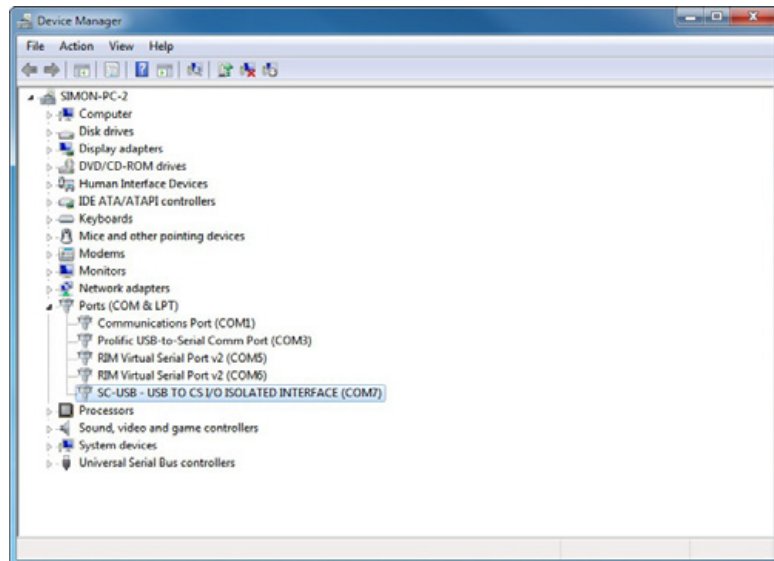 Device Manager
File Action View Help
SIMON-PC-2
Computer
Disk drives
Display adapters
DVD/CD-ROM drives
Human Interface Devices
IDE ATA/ATAPI controllers
Keyboards
Mice and other pointing devices
Modems
Monitors
Network adapters
Ports (COM & LPT)
Communications Port (COM1)
Prolific USB-to-Serial Comm Port (COM3)
RIM Virtual Serial Port v2 (COM5)
RIM Virtual Serial Port v2 (COM6)
SC-USB - USB TO CS I/O ISOLATED INTERFACE (COM7)
Processors
Sound, video and game controllers
System devices
Universal Serial Bus controllers